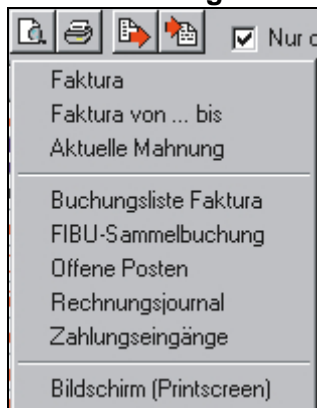 Nur
Faktura
Faktura von ... bis
Aktuelle Mahnung
Buchungsliste Faktura
FIBU-Sammelbuchung
Offene Posten
Rechnungsjournal
Zahlungseingänge
Bildschirm (Printscreen)